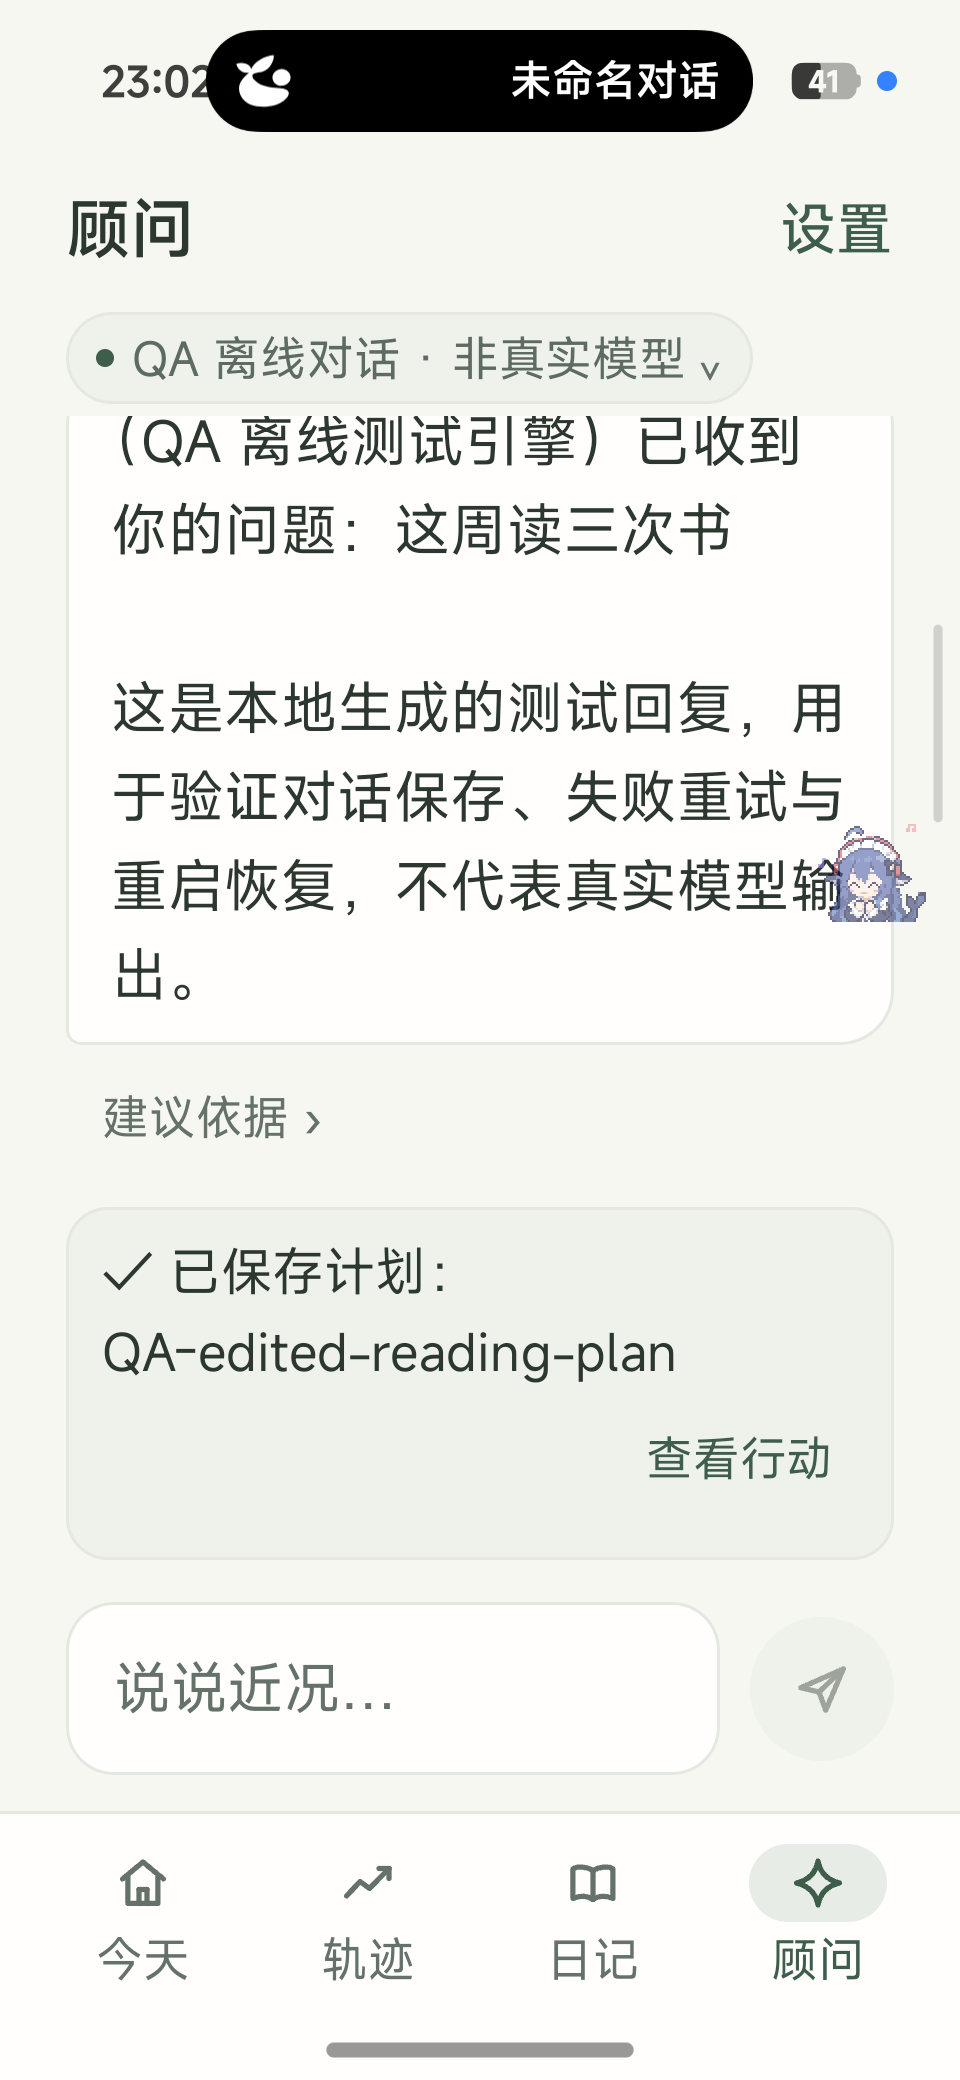 23:02
未命名对话
41
顾问
设置
QA 离线对话 · 非真实模型
（QA 离线测试引擎）已收到
你的问题：这周读三次书
这是本地生成的测试回复，用
于验证对话保存、失败重试与
重启恢复，不代表真实模型输
出。
建议依据 ›
✓ 已保存计划：
QA-edited-reading-plan
查看行动
说说近况...
今天
轨迹
日记
顾问